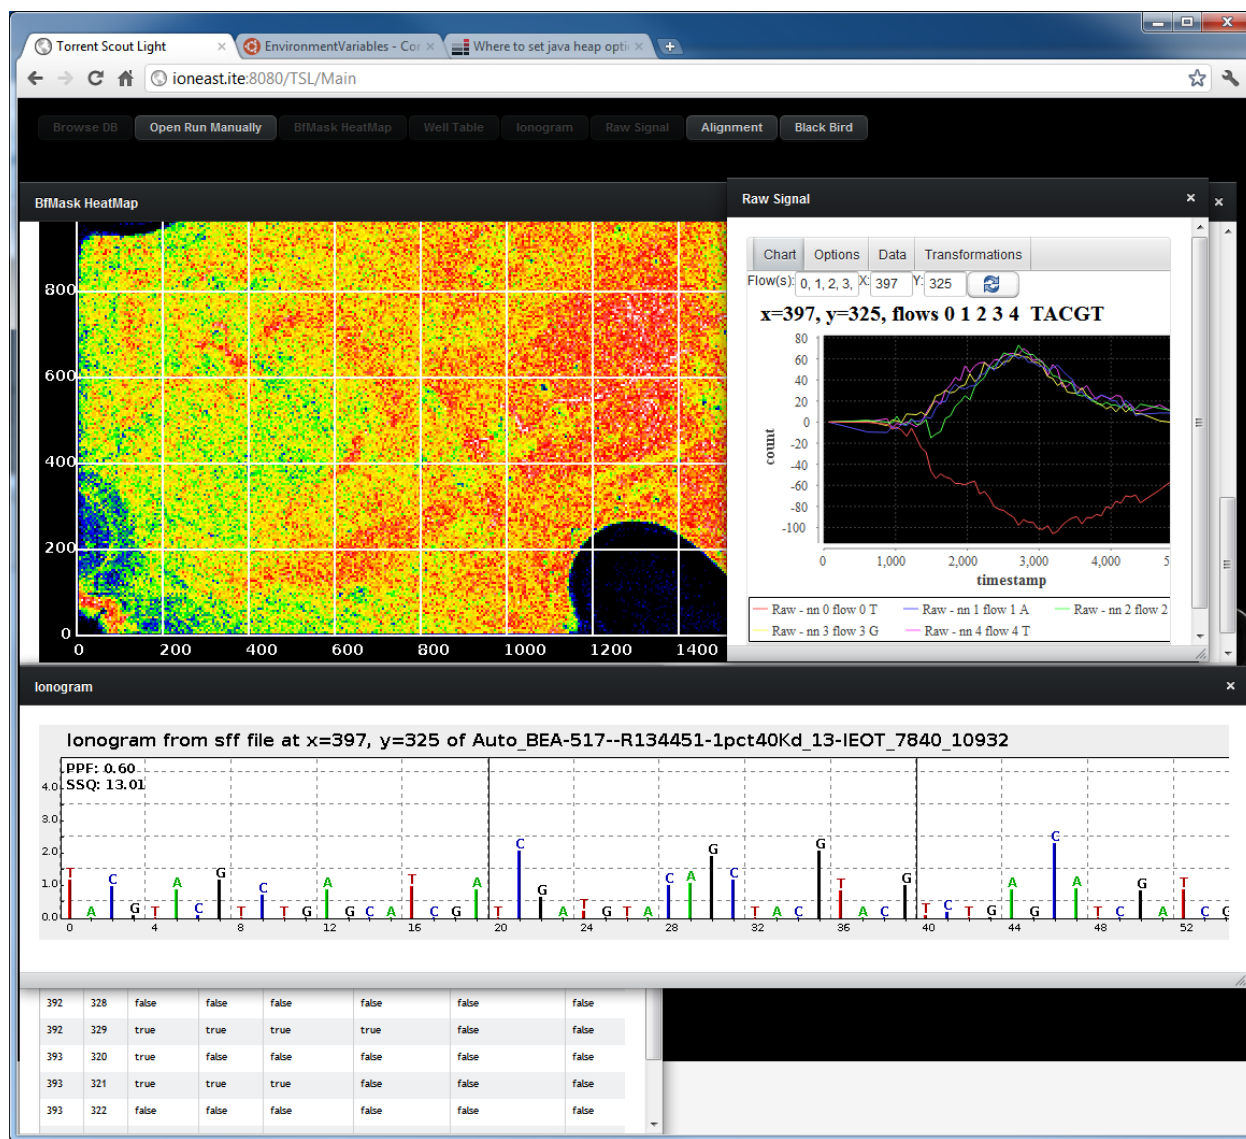 Torrent Scout Light
EnvironmentVariables - Cor
Where to set java heap opti
ioneast.ite:8080/TSL/Main
Browse DB Open Run Manually BfMask HeatMap Well Table Ionogram Raw Signal Alignment Black Bird
BfMask HeatMap
800
600
400
200
0
0 200 400 600 800 1000 1200 1400
Raw Signal
Chart Options Data Transformations
Flow(s): 0, 1, 2, 3, X: 397 Y: 325
x=397, y=325, flows 0 1 2 3 4 TACGT
80
60
40
20
0
-20
-40
-60
-80
-100
count
0 1,000 2,000 3,000 4,000 5
timestamp
Raw - nn 0 flow 0 T Raw - nn 1 flow 1 A Raw - nn 2 flow 2
Raw - nn 3 flow 3 G Raw - nn 4 flow 4 T
Ionogram
Ionogram from sff file at x=397, y=325 of Auto_BEA-517--R134451-1pct40Kd_13-IEOT_7840_10932
PPF: 0.60
SSQ: 13.01
4.0
3.0
2.0
1.0
0.0
T A C G T A C G T C T G A G C A T C G A T C G A T G T A C A G C T A C G T A C G T C T G A G C A T C G A T C G
0 4 8 12 16 20 24 28 32 36 40 44 48 52
392 328 false false false false false false
392 329 true true true true false false
393 320 true false false false false false
393 321 true true true false false false
393 322 false false false false false false